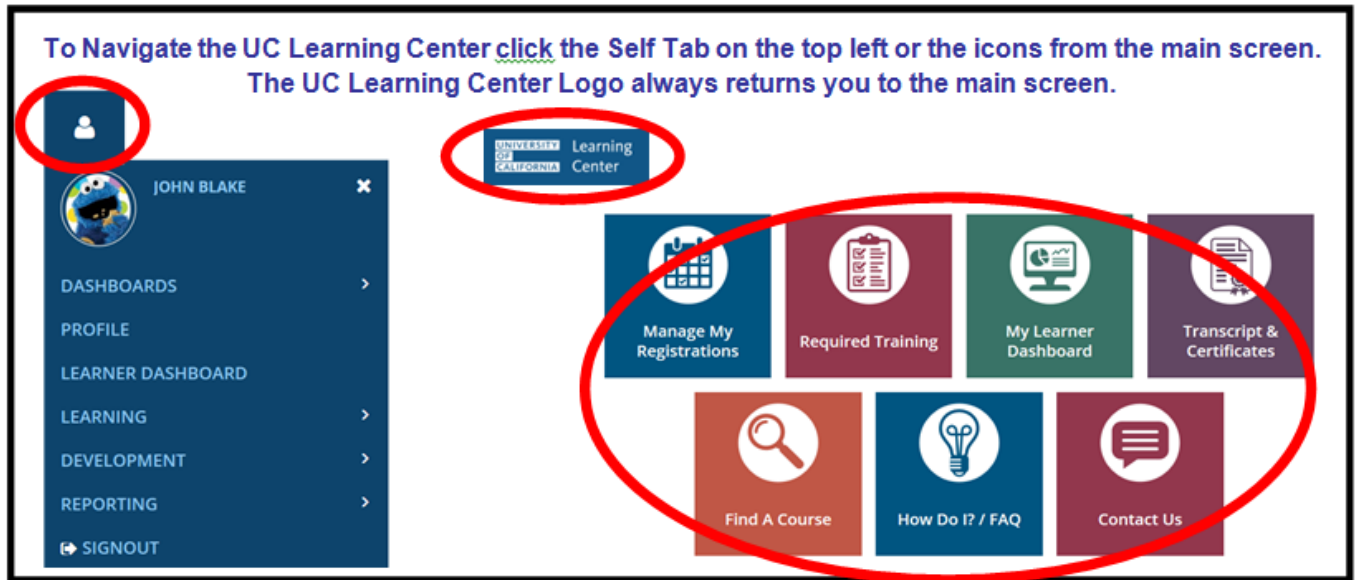 To Navigate the UC Learning Center click the Self Tab on the top left or the icons from the main screen.
The UC Learning Center Logo always returns you to the main screen.
UNIVERSITY
OF
CALIFORNIA
Learning
Center
JOHN BLAKE
DASHBOARDS
PROFILE
LEARNER DASHBOARD
LEARNING
DEVELOPMENT
REPORTING
SIGNOUT
Manage My
Registrations
Required Training
My Learner
Dashboard
Transcript &
Certificates
Find A Course
How Do I? / FAQ
Contact Us